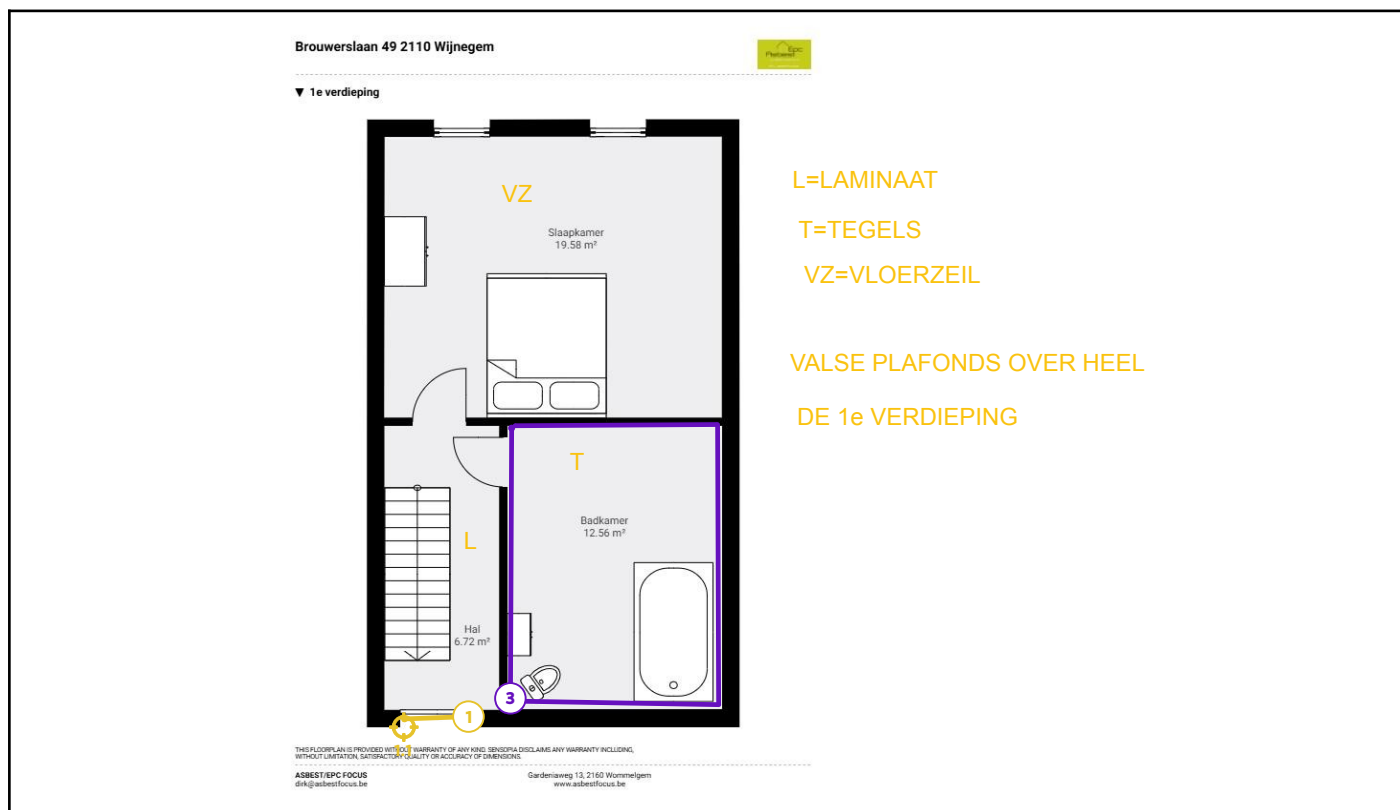 Brouwerslaan 49 2110 Wijnegem
Epc
▼ 1e verdieping
VZ
Slaapkamer
19.58 m²
L=LAMINAAT
T=TEGELS
VZ=VLOERZEIL
VALSE PLAFONDS OVER HEEL
DE 1e VERDIEPING
T
Badkamer
12.56 m²
L
Hal
6.72 m²
3
1
11
THIS FLOORPLAN IS PROVIDED WITHOUT WARRANTY OF ANY KIND. SENSOPIA DISCLAIMS ANY WARRANTY INCLUDING,
WITHOUT LIMITATION, SATISFACTORY QUALITY OR ACCURACY OF DIMENSIONS.
ASBEST/EPC FOCUS
dirk@asbestfocus.be
Gardeniaweg 13, 2160 Wommelgem
www.asbestfocus.be